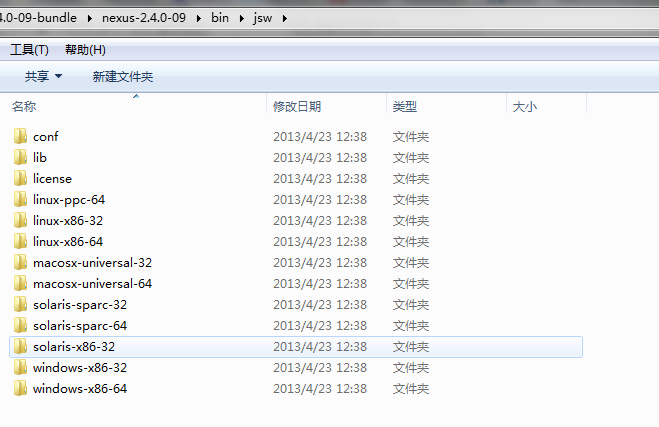 4.0-09-bundle ▸ nexus-2.4.0-09 ▸ bin ▸ jsw ▸
工具(T) 帮助(H)
共享 ▼ 新建文件夹
名称 修改日期 类型 大小
conf 2013/4/23 12:38 文件夹
lib 2013/4/23 12:38 文件夹
license 2013/4/23 12:38 文件夹
linux-ppc-64 2013/4/23 12:38 文件夹
linux-x86-32 2013/4/23 12:38 文件夹
linux-x86-64 2013/4/23 12:38 文件夹
macosx-universal-32 2013/4/23 12:38 文件夹
macosx-universal-64 2013/4/23 12:38 文件夹
solaris-sparc-32 2013/4/23 12:38 文件夹
solaris-sparc-64 2013/4/23 12:38 文件夹
solaris-x86-32 2013/4/23 12:38 文件夹
windows-x86-32 2013/4/23 12:38 文件夹
windows-x86-64 2013/4/23 12:38 文件夹